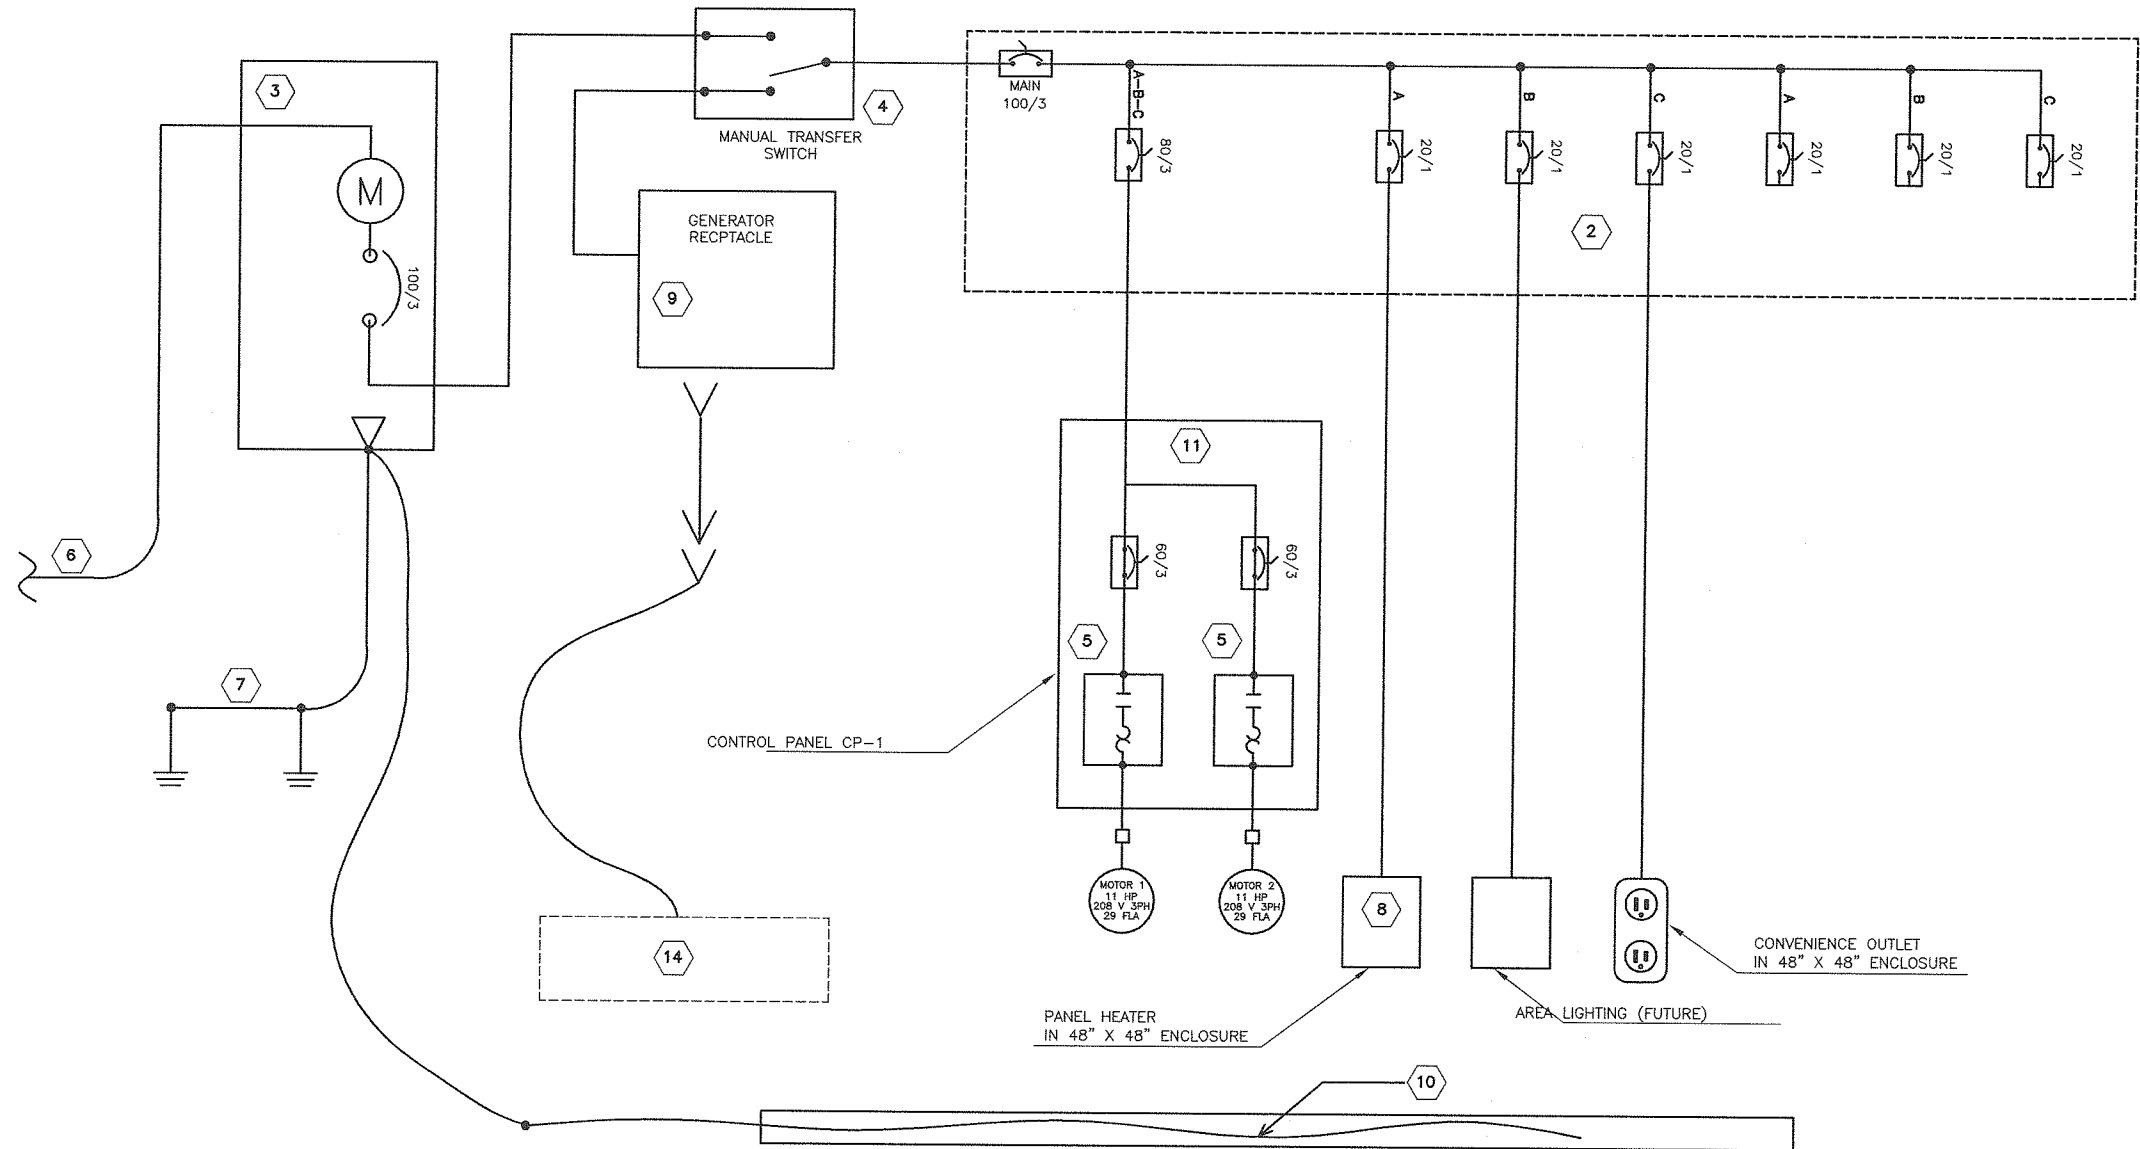 3
M
100/3
4
MANUAL TRANSFER
SWITCH
GENERATOR
RECPTACLE
9
MAIN
100/3
A-B-C
80/3
A
20/1
B
20/1
C
20/1
A
20/1
B
20/1
C
20/1
2
11
60/3
60/3
5
5
6
7
CONTROL PANEL CP-1
MOTOR 1
11 HP
208 V 3PH
29 FLA
MOTOR 2
11 HP
208 V 3PH
29 FLA
8
14
PANEL HEATER
IN 48" X 48" ENCLOSURE
AREA LIGHTING (FUTURE)
CONVENIENCE OUTLET
IN 48" X 48" ENCLOSURE
10